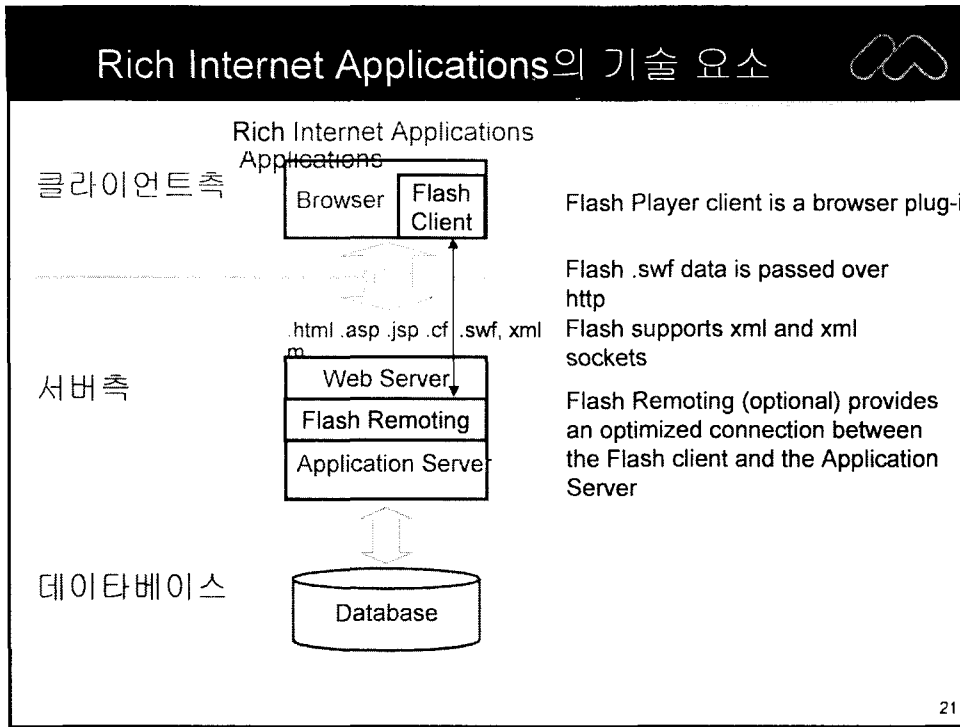 Rich Internet Applications의 기술 요소
Rich Internet Applications
Applications
클라이언트측
Browser
Flash
Client
Flash Player client is a browser plug-i
Flash .swf data is passed over
http
.html .asp .jsp .cf .swf, xml
m
Flash supports xml and xml
sockets
서버측
Web Server
Flash Remoting
Application Server
Flash Remoting (optional) provides
an optimized connection between
the Flash client and the Application
Server
데이타베이스
Database
21